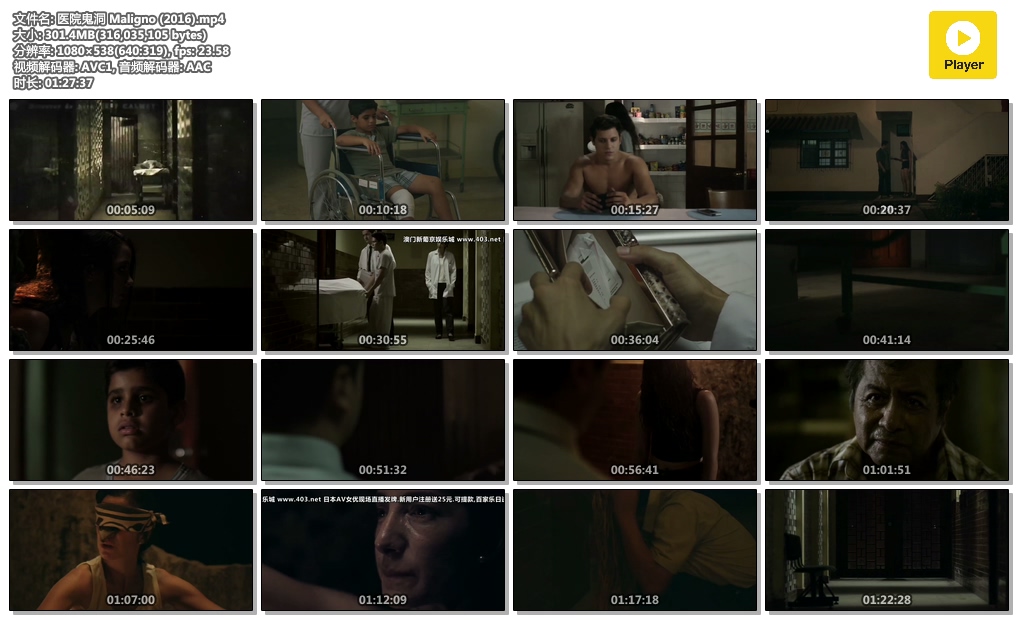 文件名: 医院鬼洞 Maligno (2016).mp4
大小: 301.4MB(316,035,105 bytes)
分辨率: 1080×538(640:319), fps: 23.58
视频解码器: AVC1, 音频解码器: AAC
时长: 01:27:37
Player
00:05:09
00:10:18
00:15:27
00:20:37
00:25:46
澳门新葡京娱乐城 www.403.net
00:30:55
00:36:04
00:41:14
00:46:23
00:51:32
00:56:41
01:01:51
01:07:00
乐城 www.403.net 日本AV女优现场直播发牌.新用户注册送25元.可提款,百家乐日
01:12:09
01:17:18
01:22:28